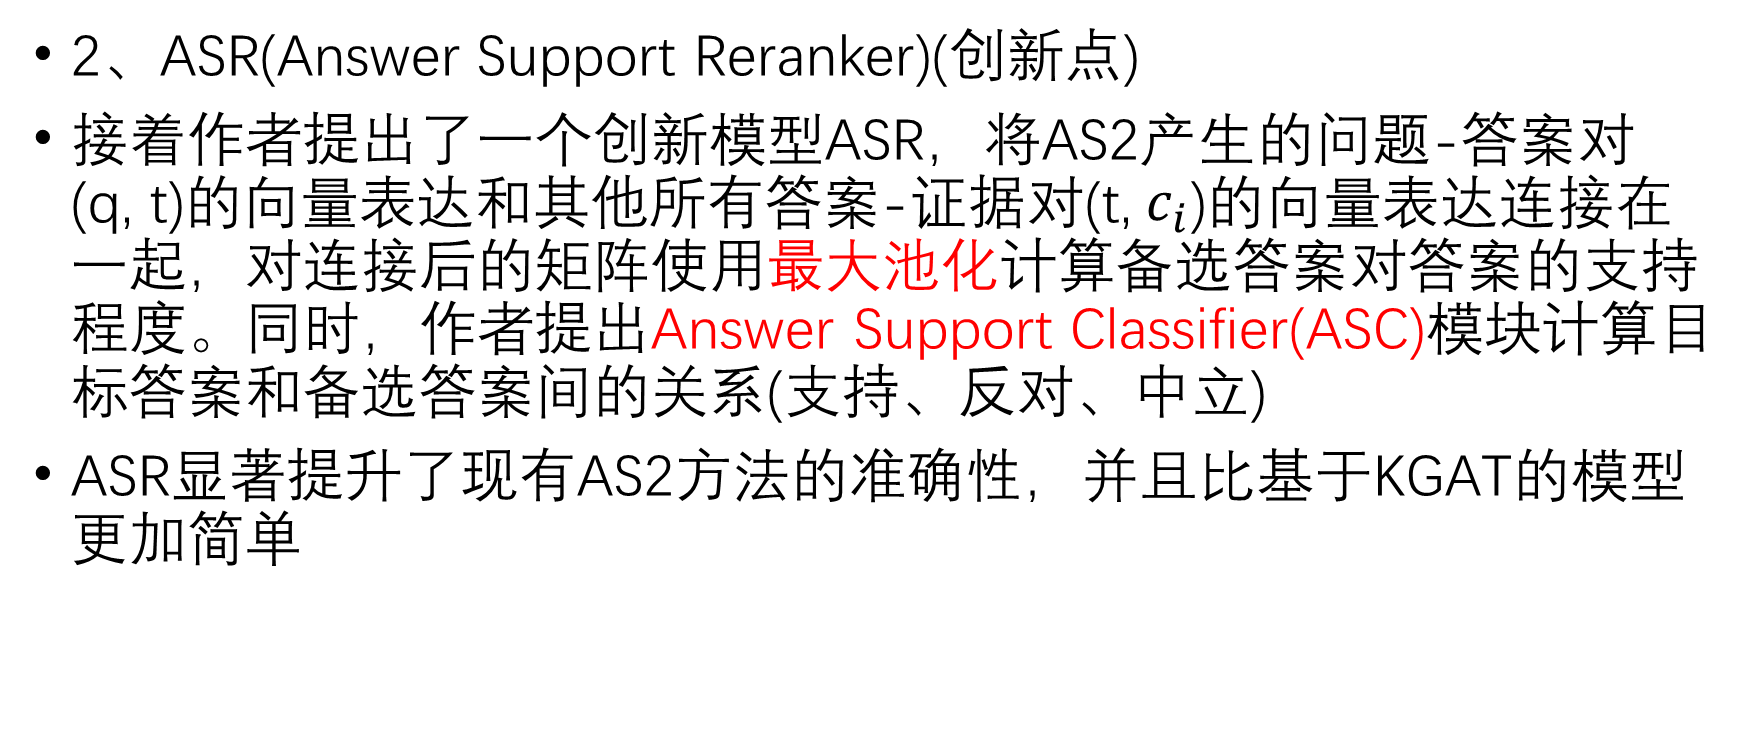 • 2、ASR(Answer Support Reranker)(创新点)
• 接着作者提出了一个创新模型ASR，将AS2产生的问题-答案对
(q, t)的向量表达和其他所有答案-证据对(t, 𝑐𝑖)的向量表达连接在
一起，对连接后的矩阵使用最大池化计算备选答案对答案的支持
程度。同时，作者提出Answer Support Classifier(ASC)模块计算目
标答案和备选答案间的关系(支持、反对、中立)
• ASR显著提升了现有AS2方法的准确性，并且比基于KGAT的模型
更加简单